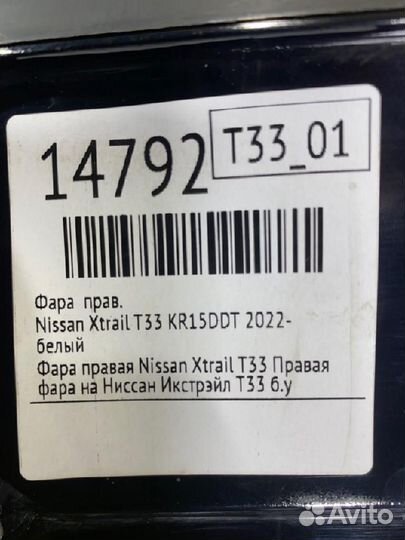 14792 T33_01
Фара прав.
Nissan Xtrail T33 KR15DDT 2022-
белый
Фара правая Nissan Xtrail T33 Правая
фара на Ниссан Икстрэйл Т33 б.у
Avito